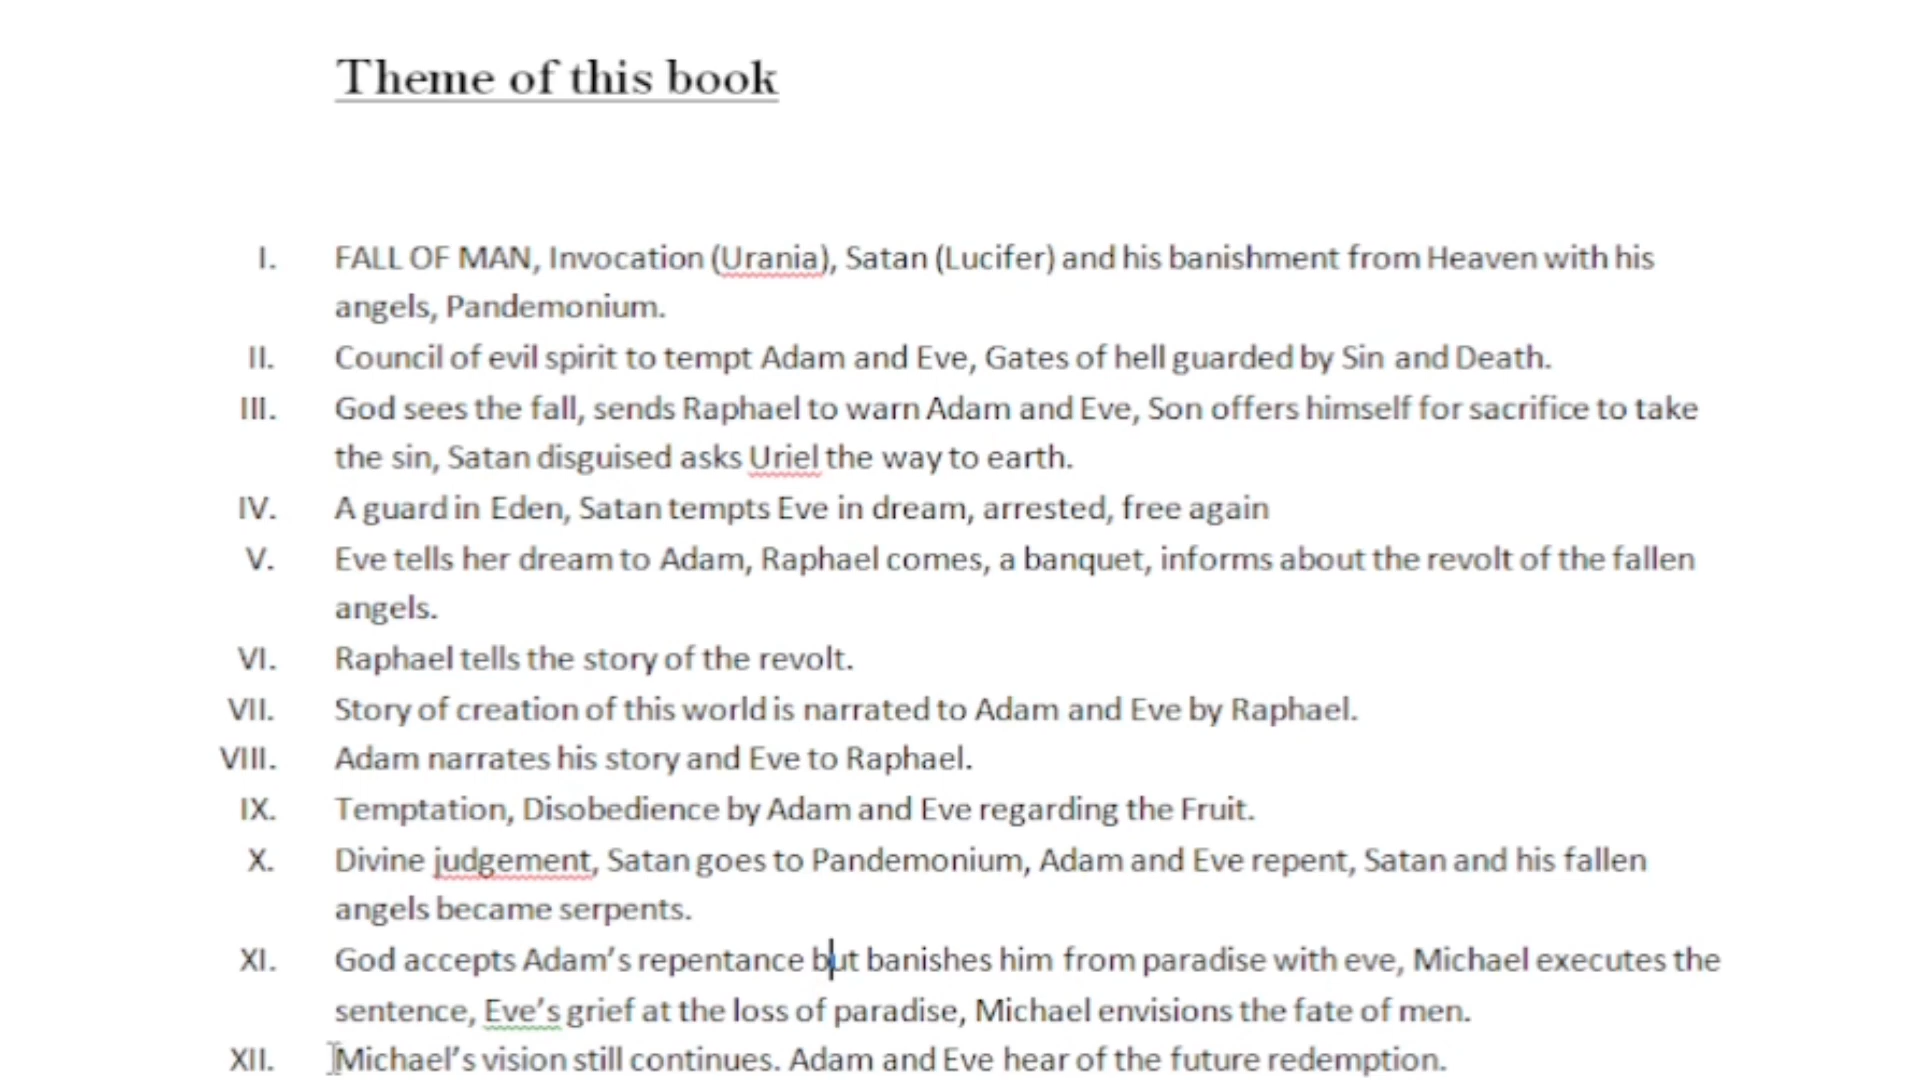 Theme of this book
I. FALL OF MAN, Invocation (Urania), Satan (Lucifer) and his banishment from Heaven with his
angels, Pandemonium.
II. Council of evil spirit to tempt Adam and Eve, Gates of hell guarded by Sin and Death.
III. God sees the fall, sends Raphael to warn Adam and Eve, Son offers himself for sacrifice to take
the sin, Satan disguised asks Uriel the way to earth.
IV. A guard in Eden, Satan tempts Eve in dream, arrested, free again
V. Eve tells her dream to Adam, Raphael comes, a banquet, informs about the revolt of the fallen
angels.
VI. Raphael tells the story of the revolt.
VII. Story of creation of this world is narrated to Adam and Eve by Raphael.
VIII. Adam narrates his story and Eve to Raphael.
IX. Temptation, Disobedience by Adam and Eve regarding the Fruit.
X. Divine judgement, Satan goes to Pandemonium, Adam and Eve repent, Satan and his fallen
angels became serpents.
XI. God accepts Adam’s repentance but banishes him from paradise with eve, Michael executes the
sentence, Eve’s grief at the loss of paradise, Michael envisions the fate of men.
XII. Michael’s vision still continues. Adam and Eve hear of the future redemption.